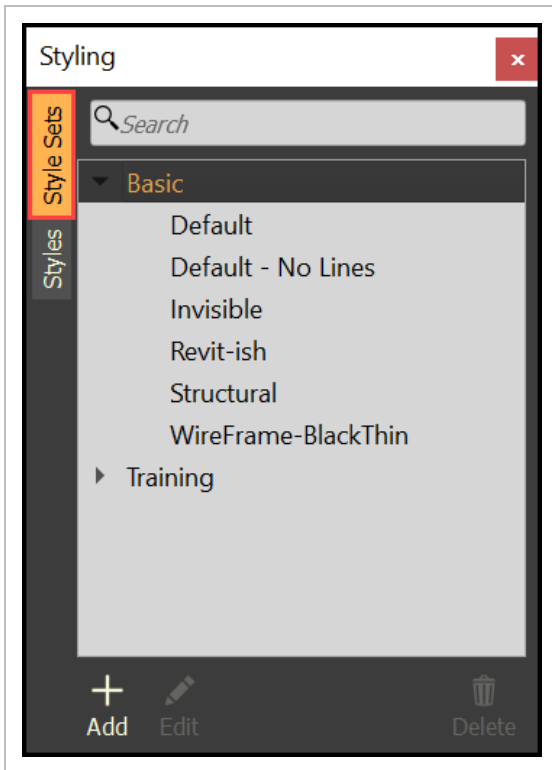 Styling
x
Style Sets
Styles
Search
Basic
Default
Default - No Lines
Invisible
Revit-ish
Structural
WireFrame-BlackThin
Training
Add
Edit
Delete